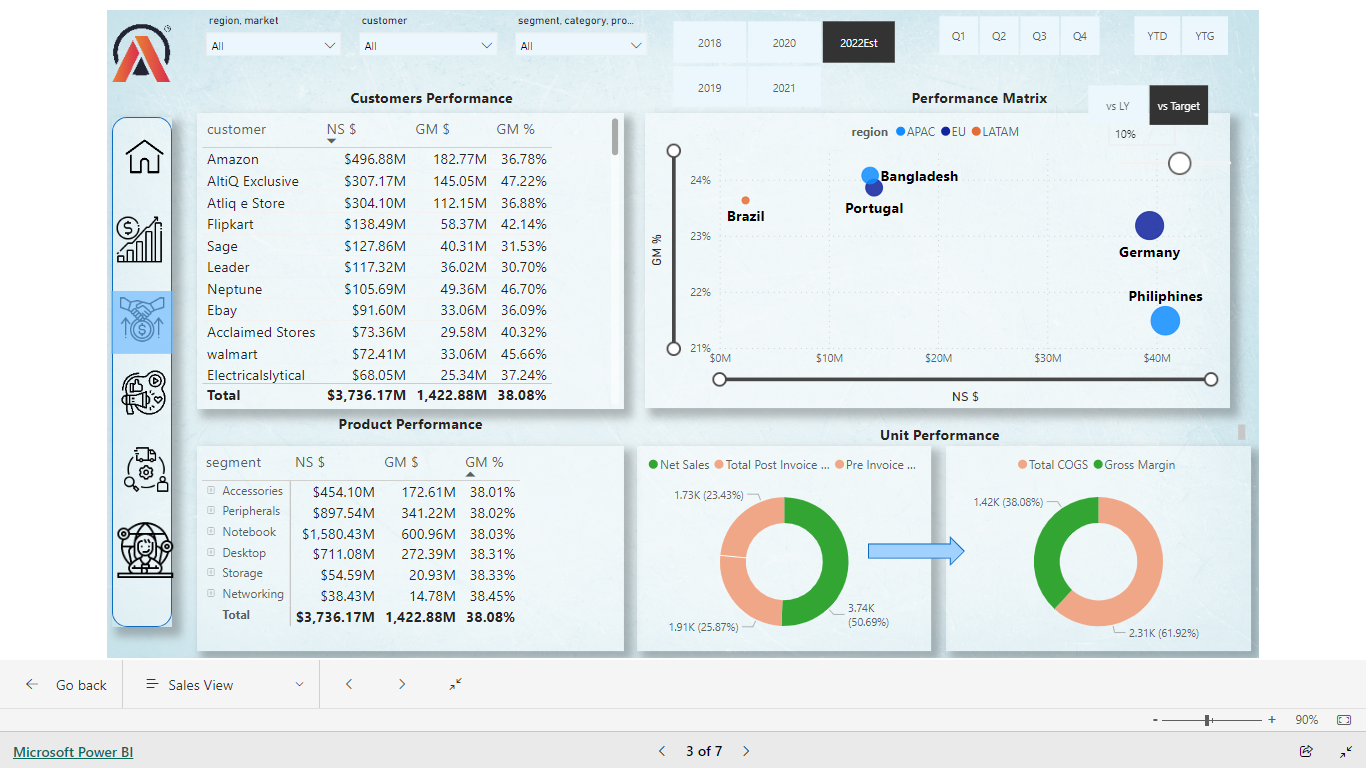 region, market
customer
segment, category, pro...
All
All
All
2018
2020
2022Est
2019
2021
Q1
Q2
Q3
Q4
YTD
YTG
vs LY
vs Target
10%
Customers Performance
customer NS $ GM $ GM %
Amazon $496.88M 182.77M 36.78%
AltiQ Exclusive $307.17M 145.05M 47.22%
Atliq e Store $304.10M 112.15M 36.88%
Flipkart $138.49M 58.37M 42.14%
Sage $127.86M 40.31M 31.53%
Leader $117.32M 36.02M 30.70%
Neptune $105.69M 49.36M 46.70%
Ebay $91.60M 33.06M 36.09%
Acclaimed Stores $73.36M 29.58M 40.32%
walmart $72.41M 33.06M 45.66%
Electricalslytical $68.05M 25.34M 37.24%
Total $3,736.17M 1,422.88M 38.08%
Performance Matrix
region APAC EU LATAM
GM %
24%
23%
22%
21%
Bangladesh
Portugal
Brazil
Germany
Philiphines
$0M $10M $20M $30M $40M
NS $
Product Performance
segment NS $ GM $ GM %
Accessories $454.10M 172.61M 38.01%
Peripherals $897.54M 341.22M 38.02%
Notebook $1,580.43M 600.96M 38.03%
Desktop $711.08M 272.39M 38.31%
Storage $54.59M 20.93M 38.33%
Networking $38.43M 14.78M 38.45%
Total $3,736.17M 1,422.88M 38.08%
Unit Performance
Net Sales Total Post Invoice ... Pre Invoice ...
1.73K (23.43%)
3.74K
(50.69%)
1.91K (25.87%)
Total COGS Gross Margin
1.42K (38.08%)
2.31K (61.92%)
Go back
Sales View
- + 90%
Microsoft Power BI
3 of 7